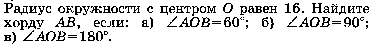 Радиус окружности с центром O равен 16. Найдите
хорду AB, если: а) ∠AOB=60°; б) ∠AOB=90°;
в) ∠AOB=180°.